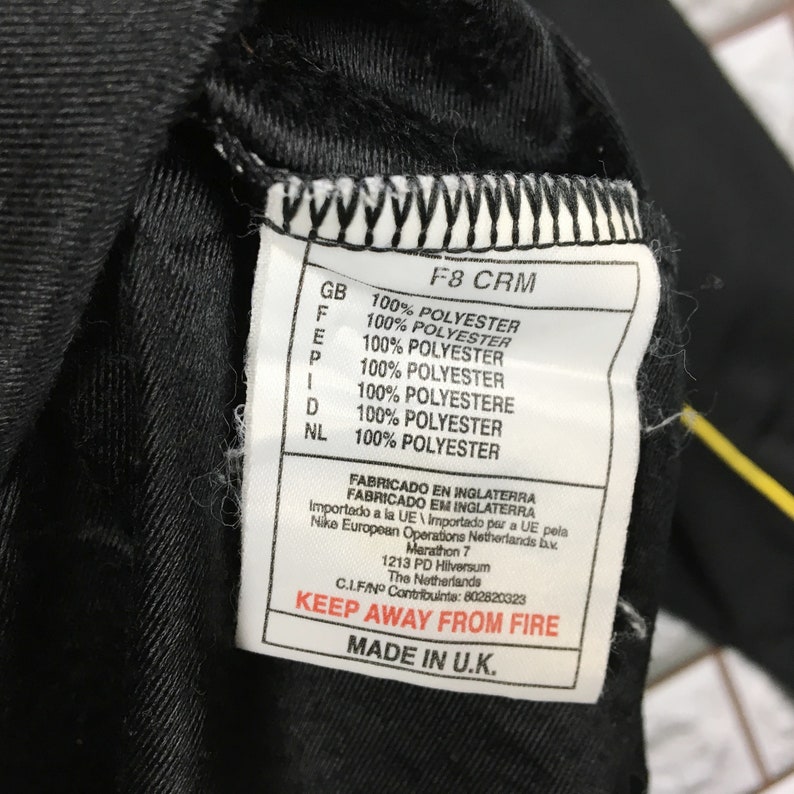 F8 CRM
GB 100% POLYESTER
F 100% POLYESTER
E 100% POLYESTER
P 100% POLYESTER
I 100% POLYESTERE
D 100% POLYESTER
NL 100% POLYESTER
FABRICADO EN INGLATERRA
FABRICADO EM INGLATERRA
Importado a la UE \ Importado par a UE pela
Nike European Operations Netherlands b.v.
Marathon 7
1213 PD Hilversum
The Netherlands
C.I.F/Nº Contribuinte: 802820323
KEEP AWAY FROM FIRE
MADE IN U.K.